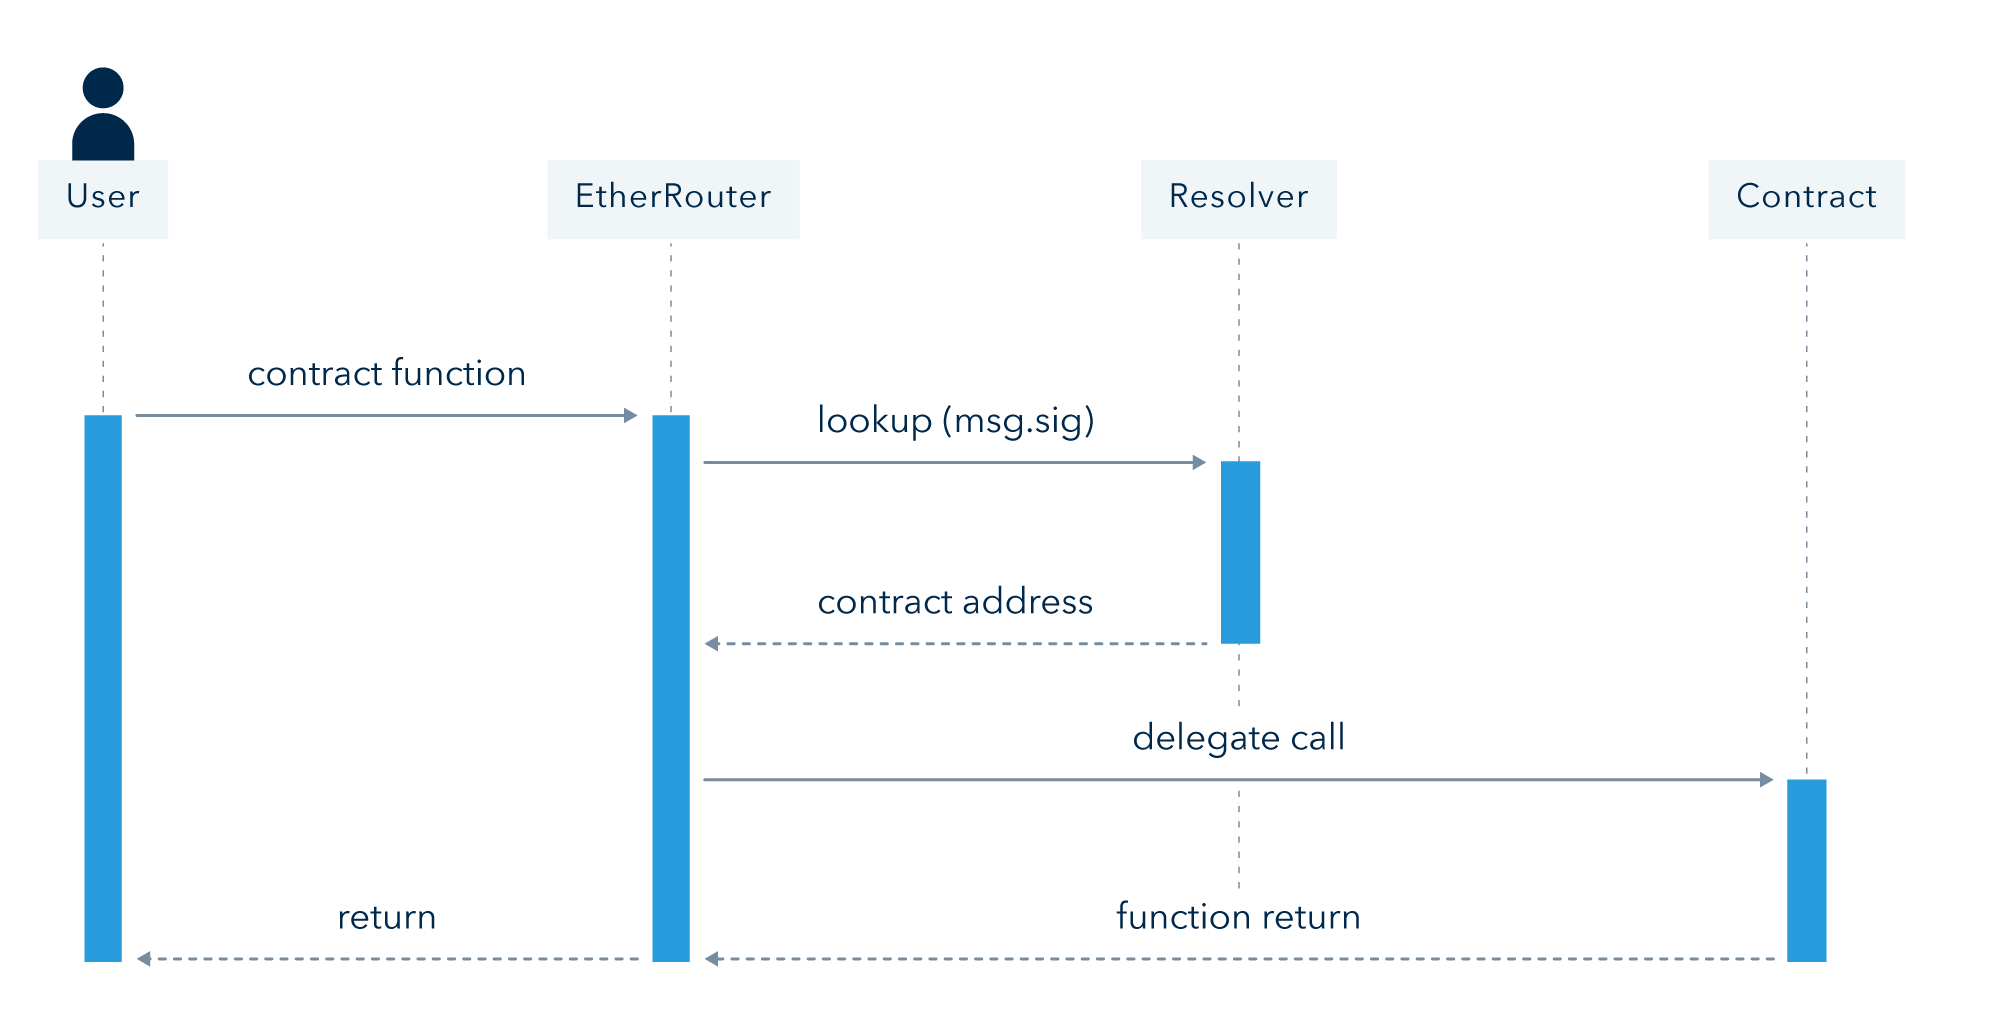 User
EtherRouter
Resolver
Contract
contract function
lookup (msg.sig)
contract address
delegate call
return
function return